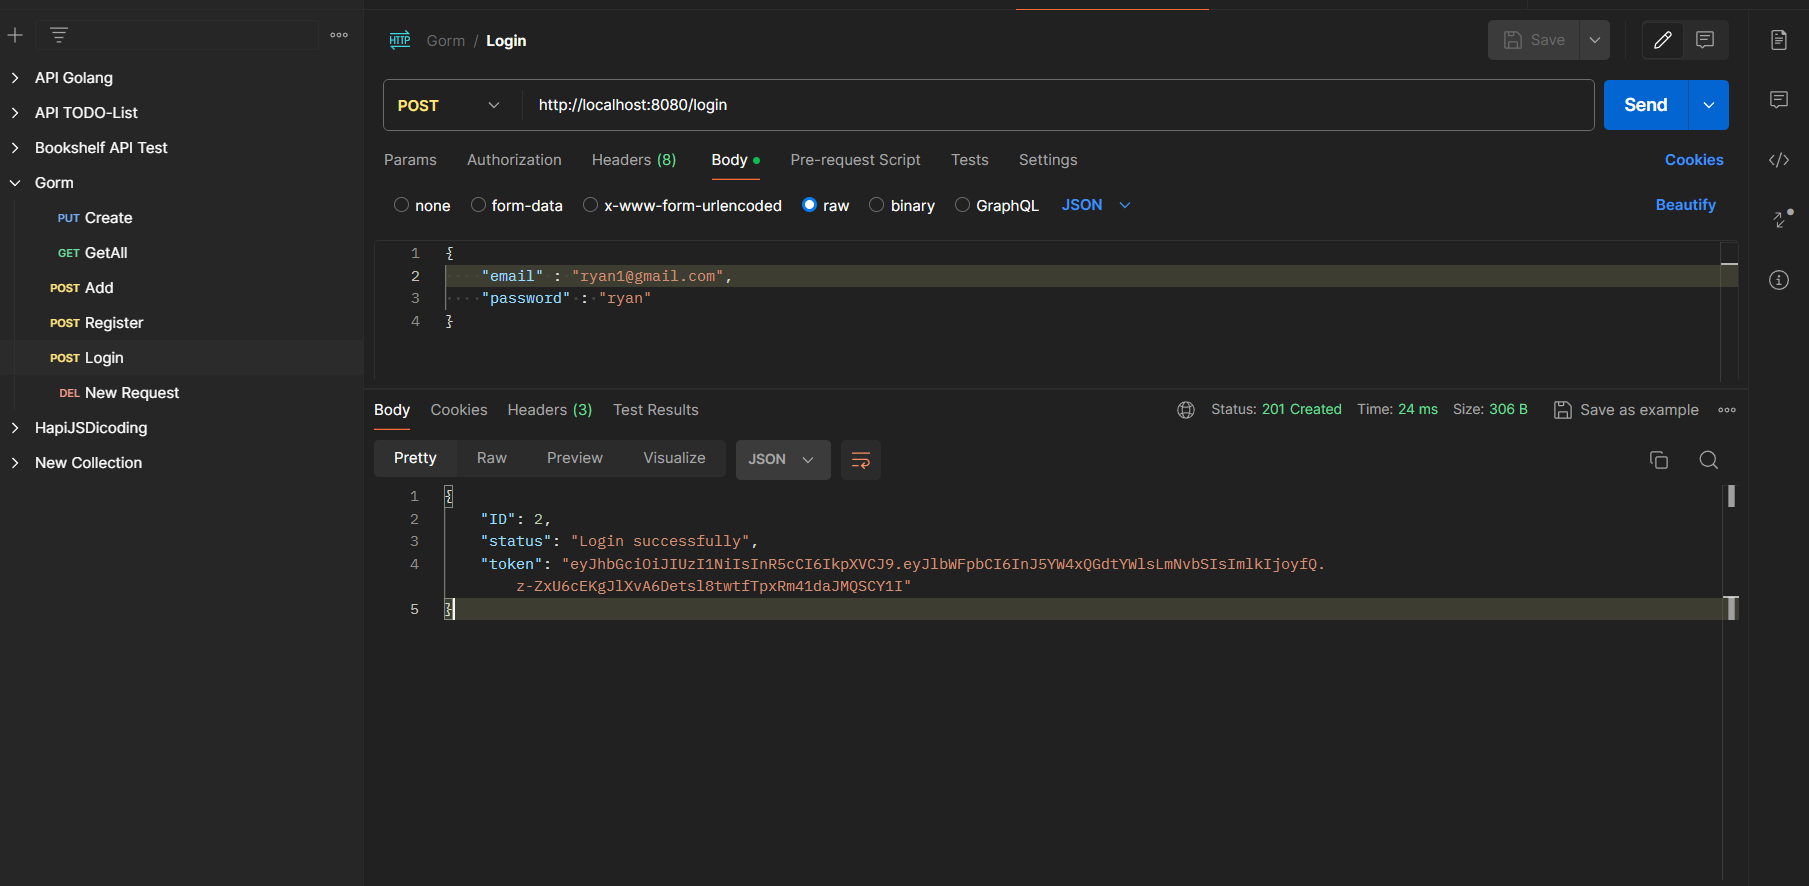 HTTP Gorm / Login
Save
API Golang
API TODO-List
Bookshelf API Test
Gorm
PUT Create
GET GetAll
POST Add
POST Register
POST Login
DEL New Request
HapiJSDicoding
New Collection
POST http://localhost:8080/login
Send
Params Authorization Headers (8) Body Pre-request Script Tests Settings Cookies
none form-data x-www-form-urlencoded raw binary GraphQL JSON Beautify
1 {
2 "email" : "ryan1@gmail.com",
3 "password" : "ryan"
4 }
Body Cookies Headers (3) Test Results Status: 201 Created Time: 24 ms Size: 306 B Save as example
Pretty Raw Preview Visualize JSON
1 {
2 "ID": 2,
3 "status": "Login successfully",
4 "token": "eyJhbGciOiJIUzI1NiIsInR5cCI6IkpXVCJ9.eyJlbWFpbCI6InJ5YW4xQGdtYWlsLmNvbSIsImlkIjoyfQ.
z-ZxU6cEKgJlXvA6Detsl8twtfTpxRm41daJMQSCY1I"
5 }